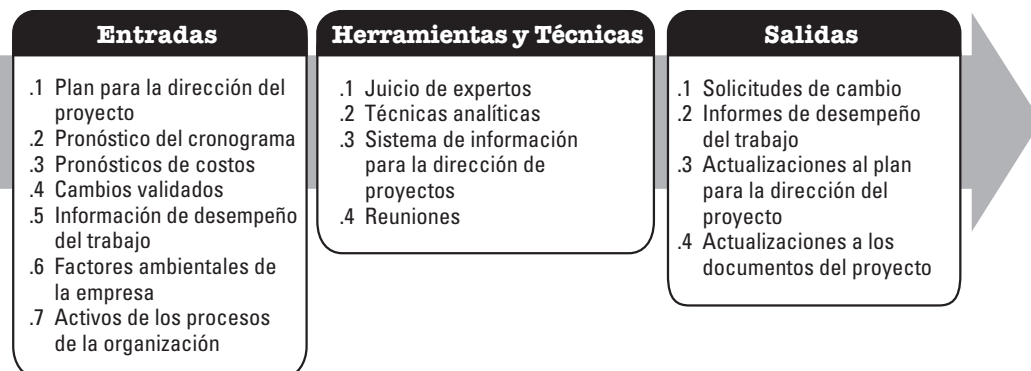 Entradas
.1 Plan para la dirección del
proyecto
.2 Pronóstico del cronograma
.3 Pronósticos de costos
.4 Cambios validados
.5 Información de desempeño
del trabajo
.6 Factores ambientales de
la empresa
.7 Activos de los procesos
de la organización
Herramientas y Técnicas
.1 Juicio de expertos
.2 Técnicas analíticas
.3 Sistema de información
para la dirección de
proyectos
.4 Reuniones
Salidas
.1 Solicitudes de cambio
.2 Informes de desempeño
del trabajo
.3 Actualizaciones al plan
para la dirección del
proyecto
.4 Actualizaciones a los
documentos del proyecto